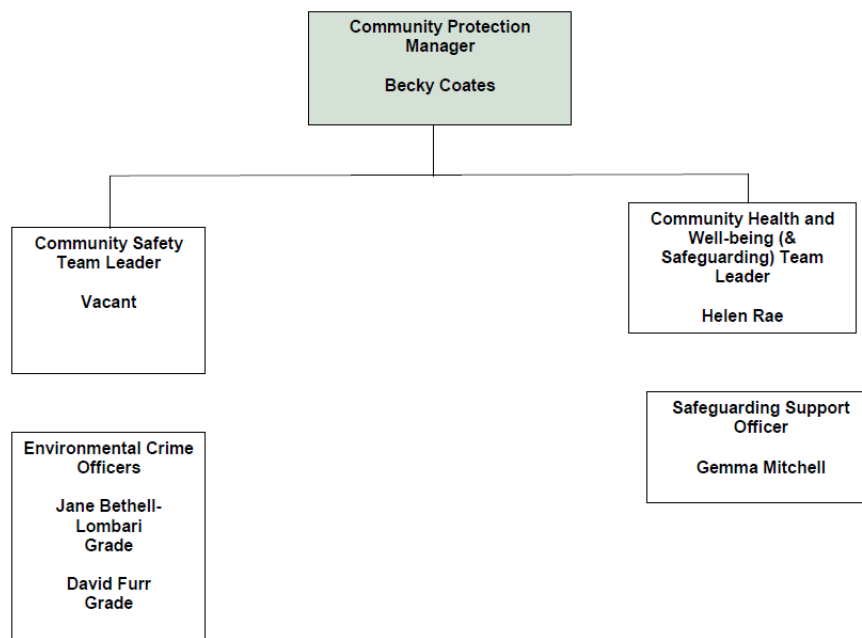 Community Protection
Manager
Becky Coates
Community Safety
Team Leader
Vacant
Community Health and
Well-being (&
Safeguarding) Team
Leader
Helen Rae
Environmental Crime
Officers
Jane Bethell-
Lombari
Grade
David Furr
Grade
Safeguarding Support
Officer
Gemma Mitchell